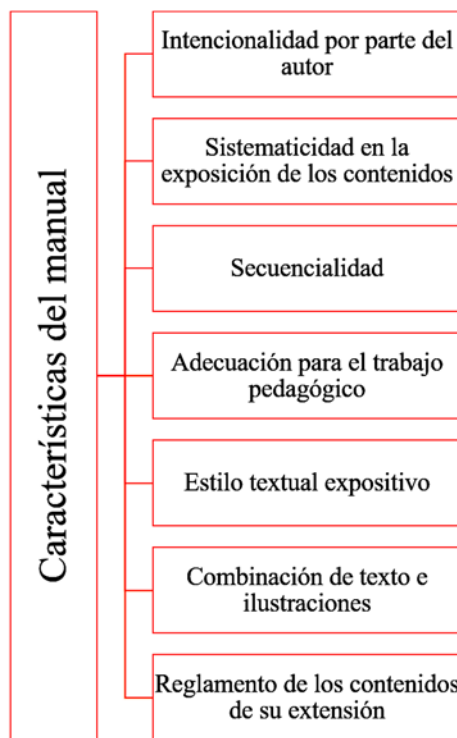 Características del manual
Intencionalidad por parte del
autor
Sistematicidad en la
exposición de los contenidos
Secuencialidad
Adecuación para el trabajo
pedagógico
Estilo textual expositivo
Combinación de texto e
ilustraciones
Reglamento de los contenidos
de su extensión